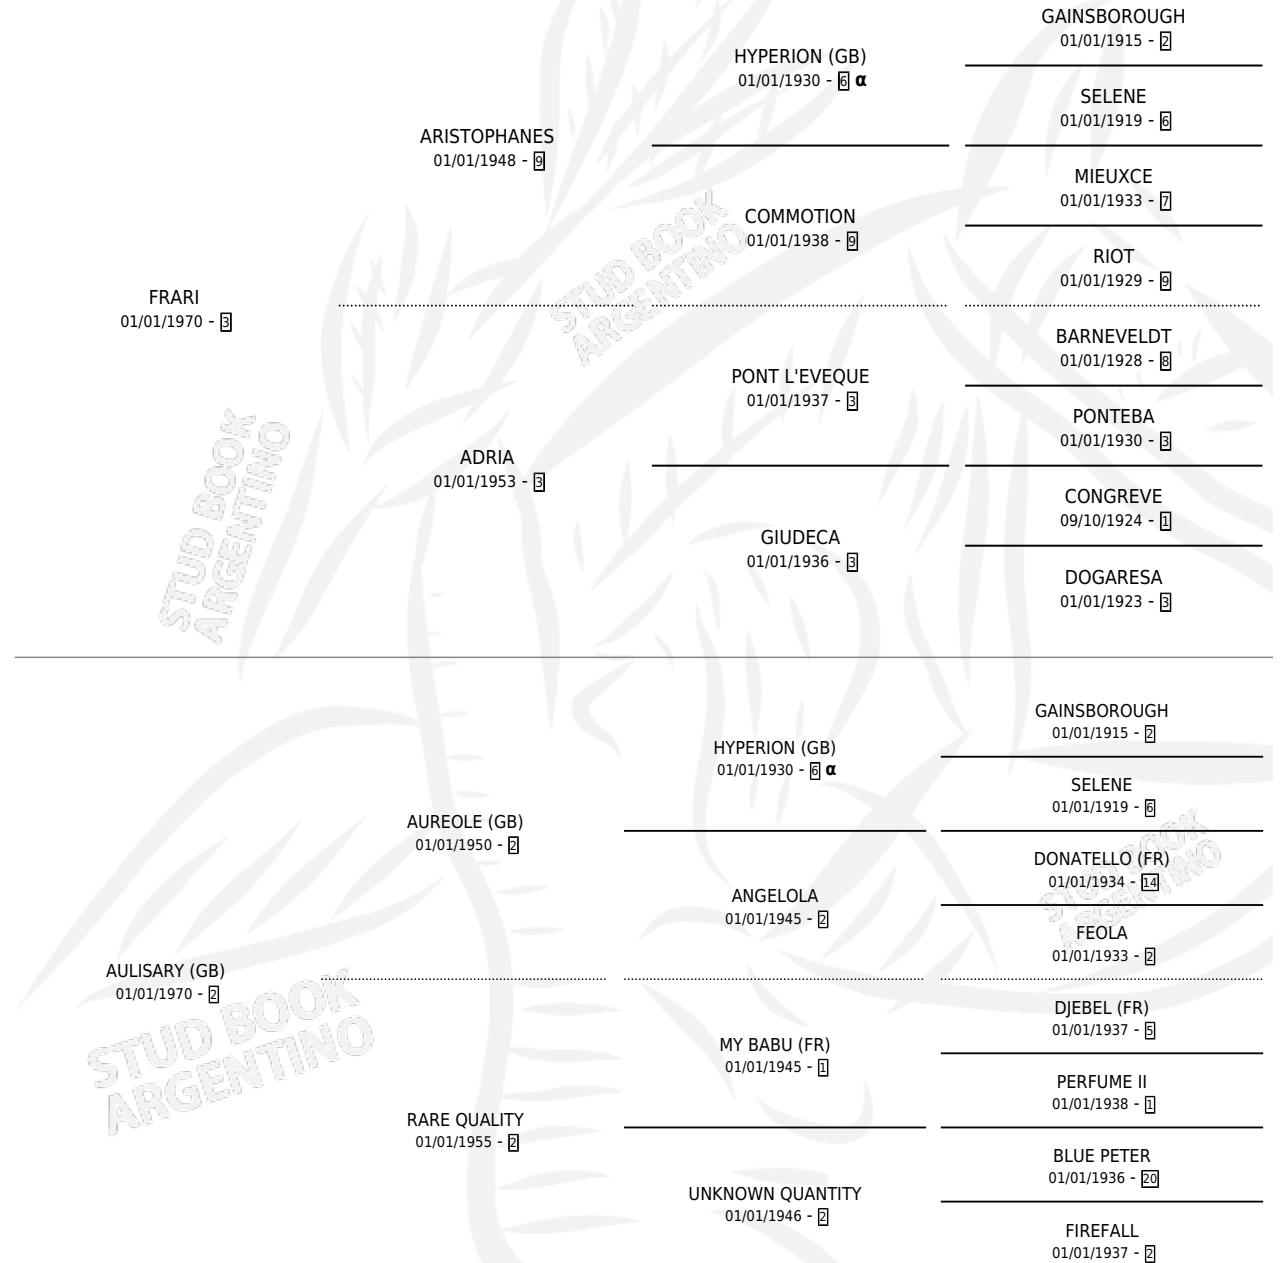 GAINSBOROUGH
01/01/1915 - 2
HYPERION (GB)
01/01/1930 - 6 α
SELENE
01/01/1919 - 6
ARISTOPHANES
01/01/1948 - 9
MIEUXCE
01/01/1933 - 7
COMMOTION
01/01/1938 - 9
RIOT
01/01/1929 - 9
FRARI
01/01/1970 - 3
BARNEVELDT
01/01/1928 - 8
PONT L'EVEQUE
01/01/1937 - 3
PONTEBA
01/01/1930 - 3
ADRIA
01/01/1953 - 3
CONGREVE
09/10/1924 - 1
GIUDECA
01/01/1936 - 3
DOGARESA
01/01/1923 - 3
STUD BOOK
ARGENTINO
STUD BOOK
ARGENTINO
GAINSBOROUGH
01/01/1915 - 2
HYPERION (GB)
01/01/1930 - 6 α
SELENE
01/01/1919 - 6
AUREOLE (GB)
01/01/1950 - 2
DONATELLO (FR)
01/01/1934 - 14
ANGELOLA
01/01/1945 - 2
FEOLA
01/01/1933 - 2
AULISARY (GB)
01/01/1970 - 2
DJEBEL (FR)
01/01/1937 - 5
MY BABU (FR)
01/01/1945 - 1
PERFUME II
01/01/1938 - 1
RARE QUALITY
01/01/1955 - 2
BLUE PETER
01/01/1936 - 20
UNKNOWN QUANTITY
01/01/1946 - 2
FIREFALL
01/01/1937 - 2
STUD BOOK
ARGENTINO
STUD BOOK
ARGENTINO